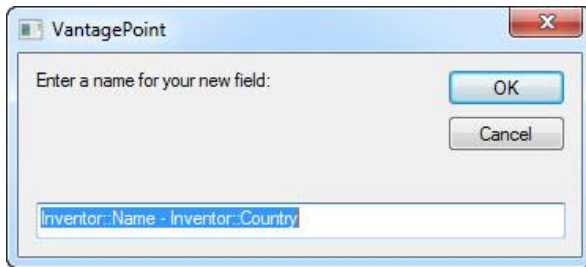 VantagePoint
Enter a name for your new field:
OK
Cancel
Inventor::Name - Inventor::Country